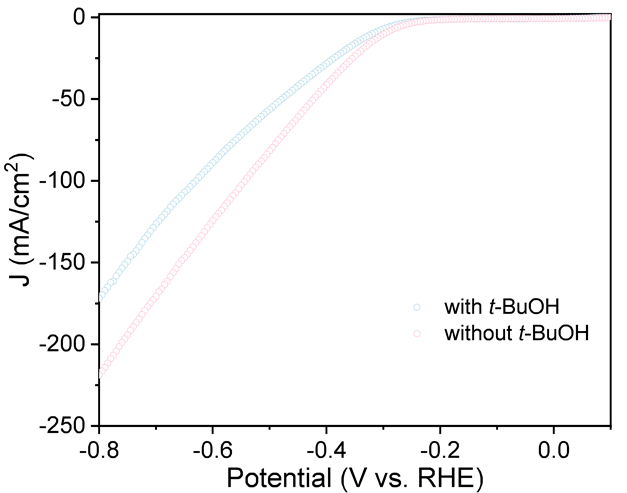 0
-50
-100
-150
-200
-250
J (mA/cm²)
with t-BuOH
without t-BuOH
-0.8 -0.6 -0.4 -0.2 0.0
Potential (V vs. RHE)